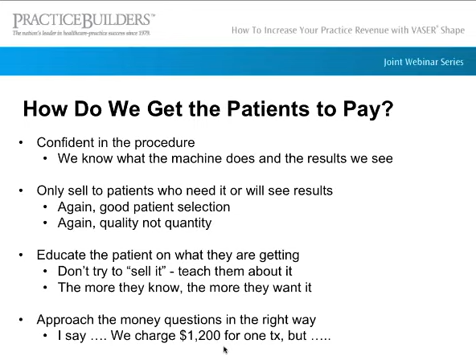 PRACTICEBUILDERS
The nation's leader in healthcare-practice success since 1979
How To Increase Your Practice Revenue with VASER® Shape
Joint Webinar Series
How Do We Get the Patients to Pay?
• Confident in the procedure
• We know what the machine does and the results we see
• Only sell to patients who need it or will see results
• Again, good patient selection
• Again, quality not quantity
• Educate the patient on what they are getting
• Don't try to "sell it" - teach them about it
• The more they know, the more they want it
• Approach the money questions in the right way
• I say …. We charge $1,200 for one tx, but …..